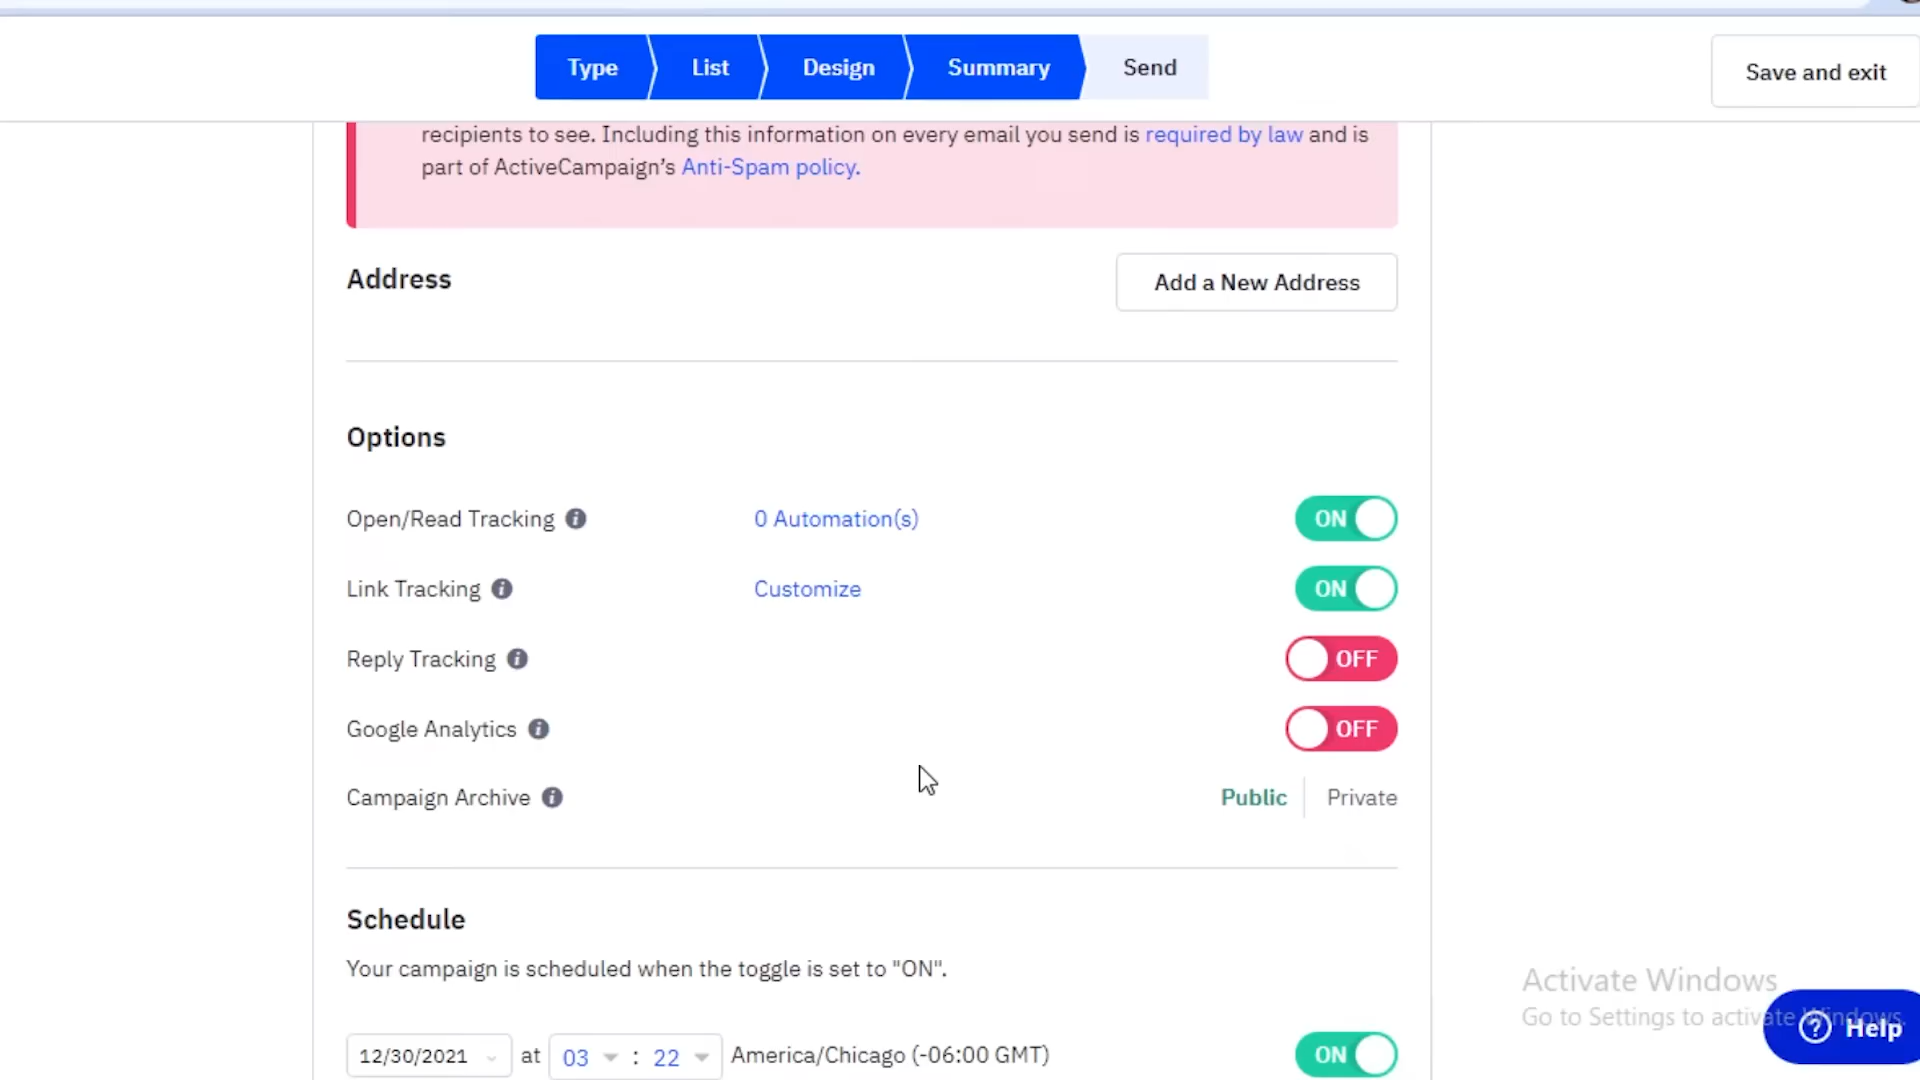 Type List Design Summary Send
Save and exit
recipients to see. Including this information on every email you send is required by law and is
part of ActiveCampaign’s Anti-Spam policy.
Address
Add a New Address
Options
Open/Read Tracking 0 Automation(s) ON
Link Tracking Customize ON
Reply Tracking OFF
Google Analytics OFF
Campaign Archive Public Private
Schedule
Your campaign is scheduled when the toggle is set to "ON".
12/30/2021 at 03 : 22 America/Chicago (-06:00 GMT) ON
Activate Windows
Go to Settings to activate Windows.
Help